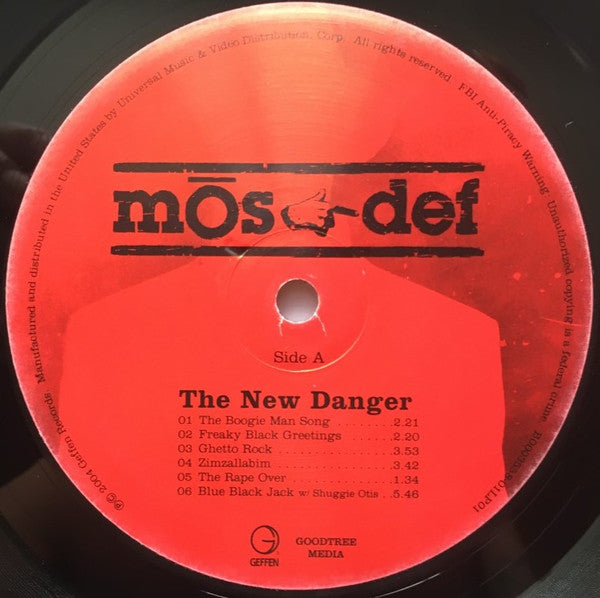 ℗© 2004 Geffen Records. Manufactured and distributed in the United States by Universal Music & Video Distribution, Corp. All rights reserved. FBI Anti-Piracy Warning: Unauthorized copying is a federal crime.
mōs def
Side A
The New Danger
01 The Boogie Man Song ........2.21
02 Freaky Black Greetings .......2.20
03 Ghetto Rock ................3.53
04 Zimzallabim ................3.42
05 The Rape Over ..............1.34
06 Blue Black Jack w/ Shuggie Otis ..5.46
G
GEFFEN
GOODTREE
MEDIA